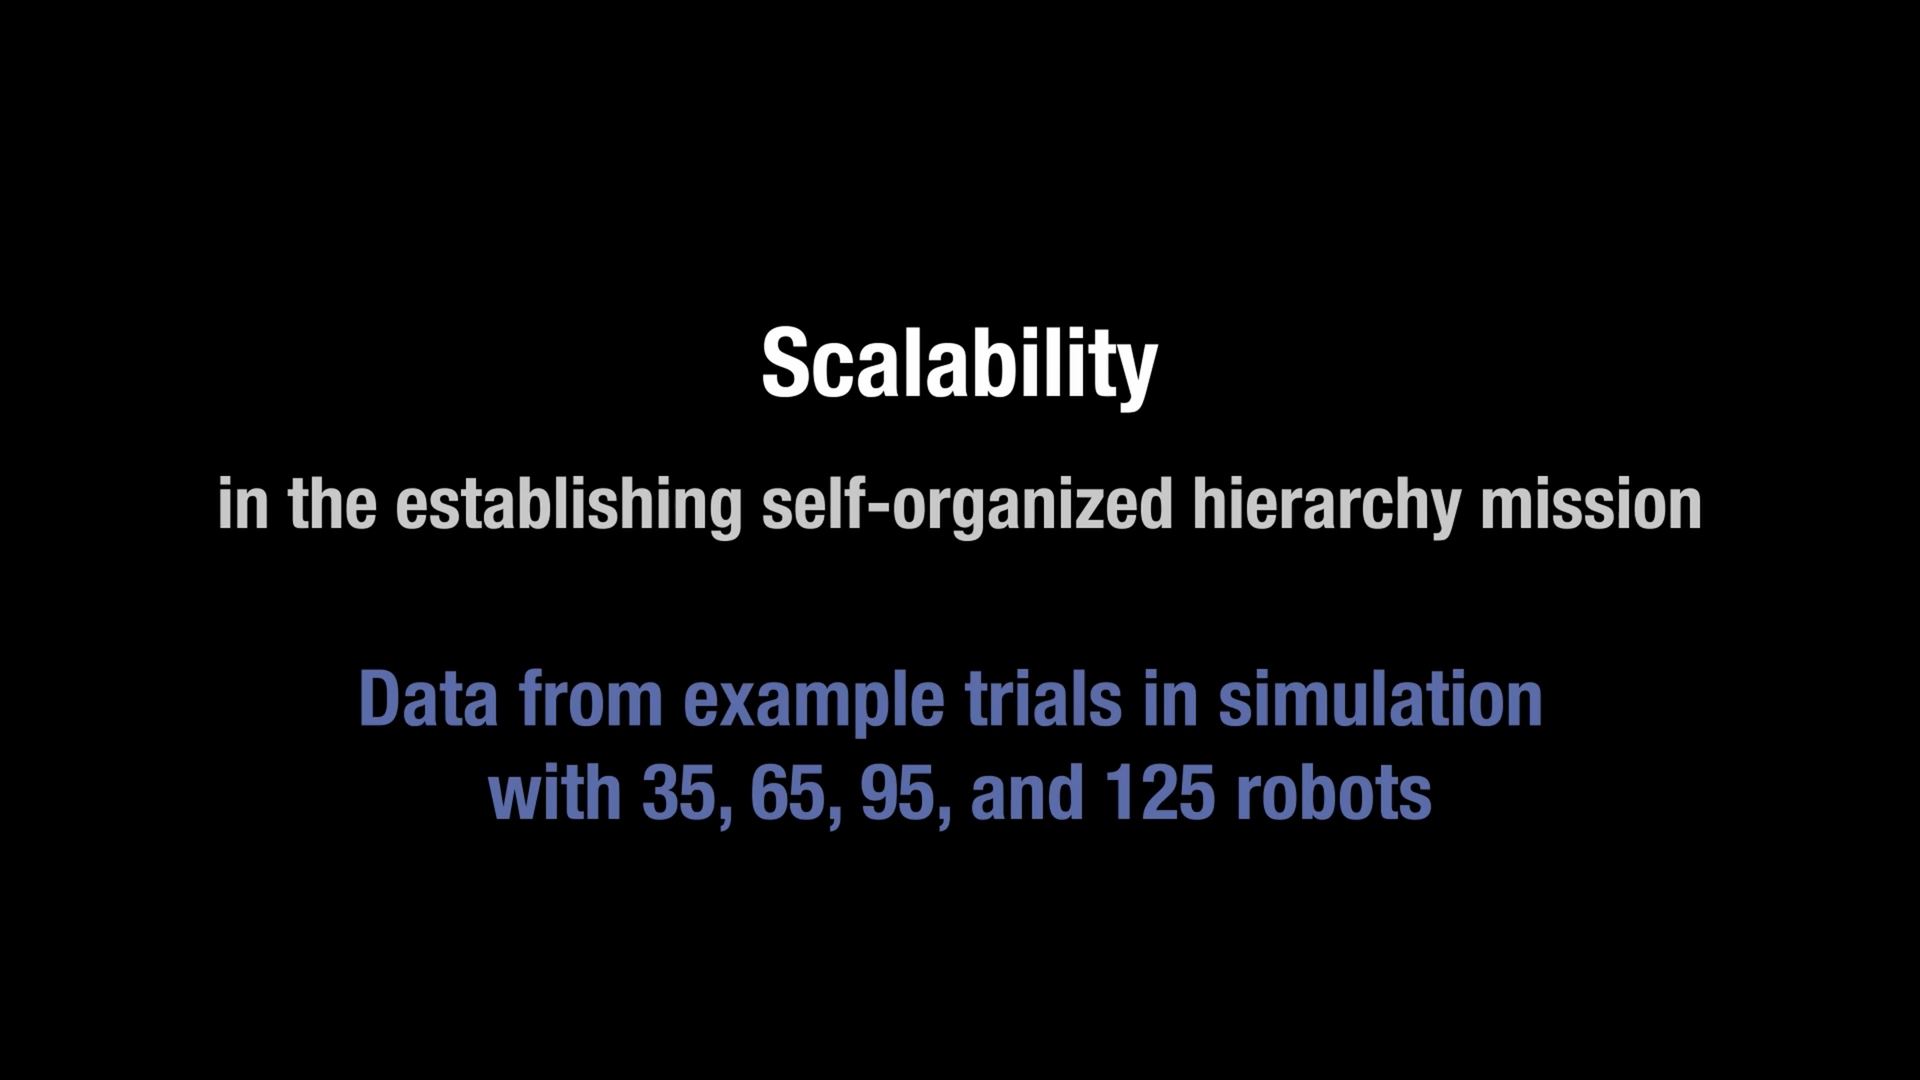 Scalability
in the establishing self-organized hierarchy mission
Data from example trials in simulation
with 35, 65, 95, and 125 robots